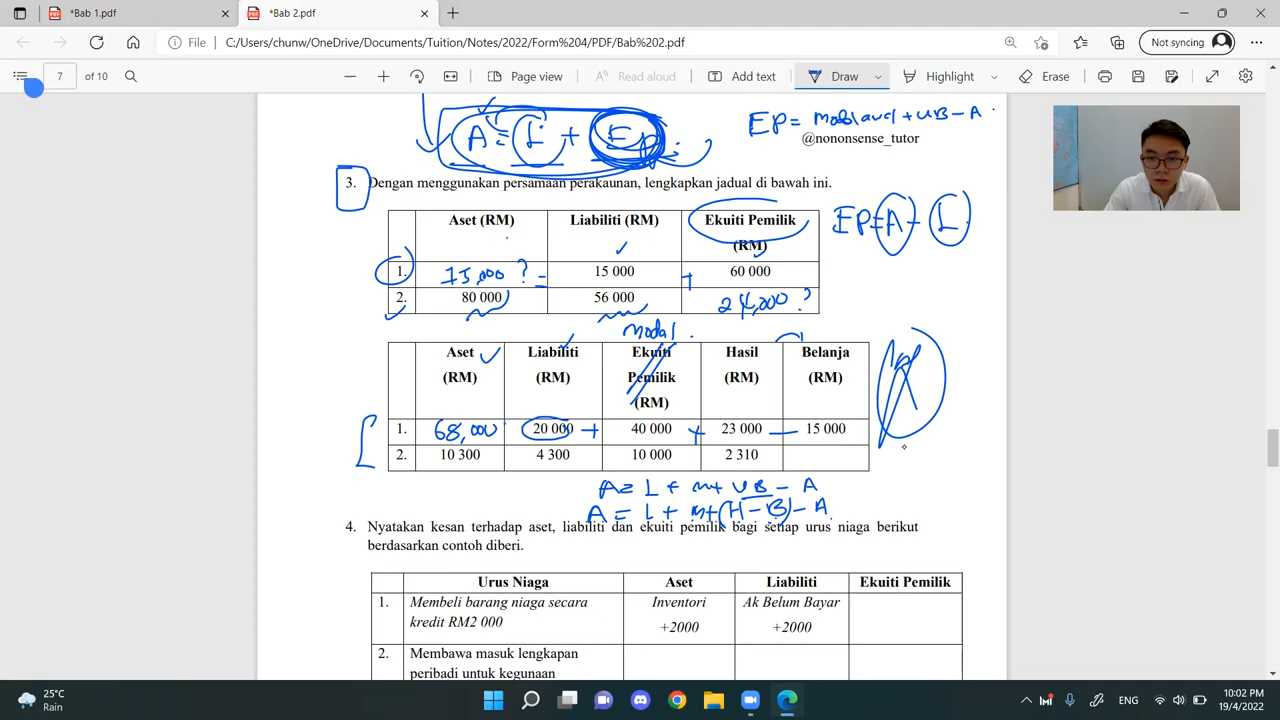 *Bab 1.pdf
*Bab 2.pdf
File C:/Users/chunw/OneDrive/Documents/Tuition/Notes/2022/Form%204/PDF/Bab%202.pdf
Not syncing
7 of 10
Page view
Read aloud
Add text
Draw
Highlight
Erase
A = L + EP
EP = modal awal + UB - A
@nononsense_tutor
3. Dengan menggunakan persamaan perakaunan, lengkapkan jadual di bawah ini.
EP = A - L
Aset (RM) Liabiliti (RM) Ekuiti Pemilik (RM)
1. 75,000 ? = 15 000 + 60 000
2. 80 000 56 000 24,000 ?
modal
Aset (RM) Liabiliti (RM) Ekuiti Pemilik (RM) Hasil (RM) Belanja (RM)
1. 68,000 20 000 + 40 000 + 23 000 - 15 000
2. 10 300 4 300 10 000 2 310
A = L + m + UB - A
A = L + m + (H - B) - A
4. Nyatakan kesan terhadap aset, liabiliti dan ekuiti pemilik bagi setiap urus niaga berikut
berdasarkan contoh diberi.
Urus Niaga Aset Liabiliti Ekuiti Pemilik
1. Membeli barang niaga secara Inventori Ak Belum Bayar
kredit RM2 000 +2000 +2000
2. Membawa masuk lengkapan
peribadi untuk kegunaan
25°C
Rain
ENG
10:02 PM
19/4/2022